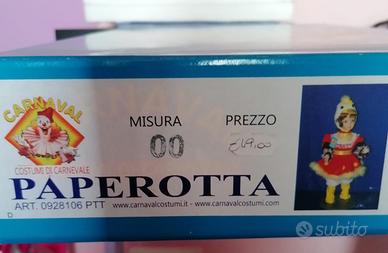 CARNAVAL
COSTUMI DI CARNEVALE
MISURA
PREZZO
00
£49,00
PAPEROTTA
ART. 0928106 PTT - www.carnavalcostumi.it - www.carnavalcostumi.com
D
subito